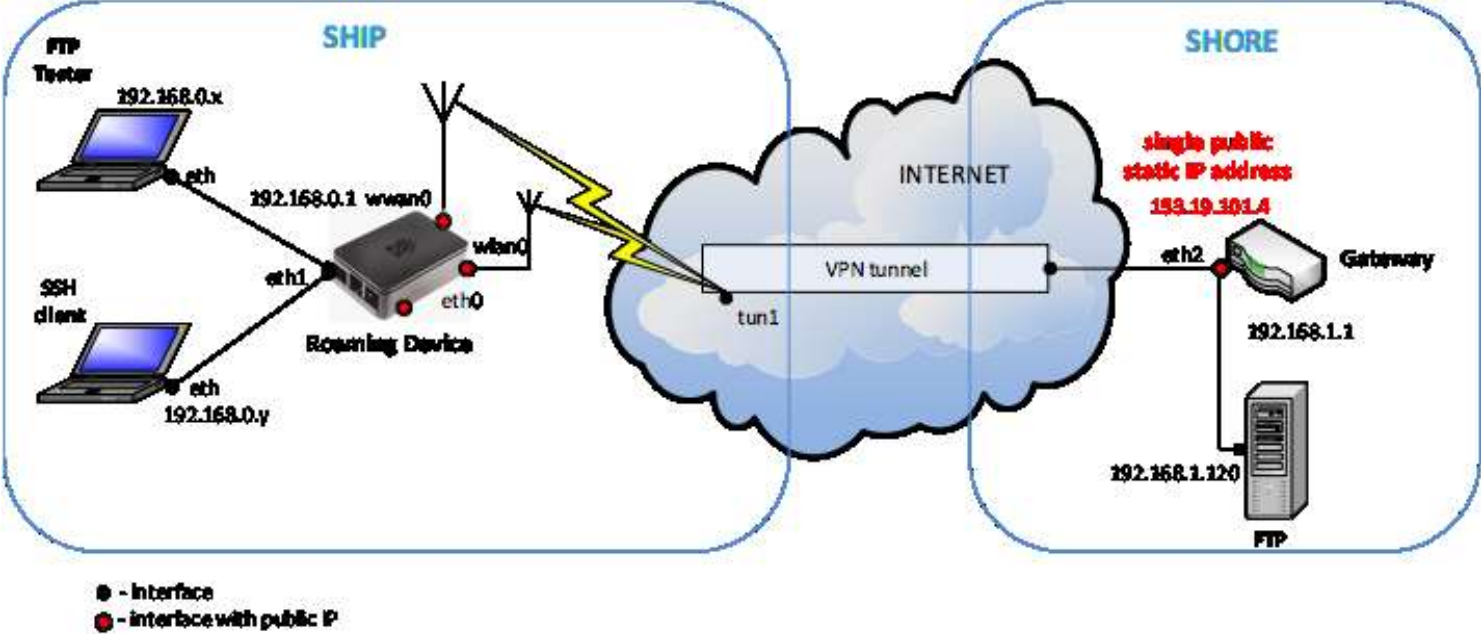 SHIP
SHORE
FTP
Tester
192.168.0.x
eth
192.168.0.1 wwan0
wlan0
eth1
eth0
Roaming Device
SSH
client
eth
192.168.0.y
INTERNET
VPN tunnel
tun1
single public
static IP address
153.19.101.4
eth2
Gateway
192.168.1.1
192.168.1.120
FTP
- interface
- interface with public IP